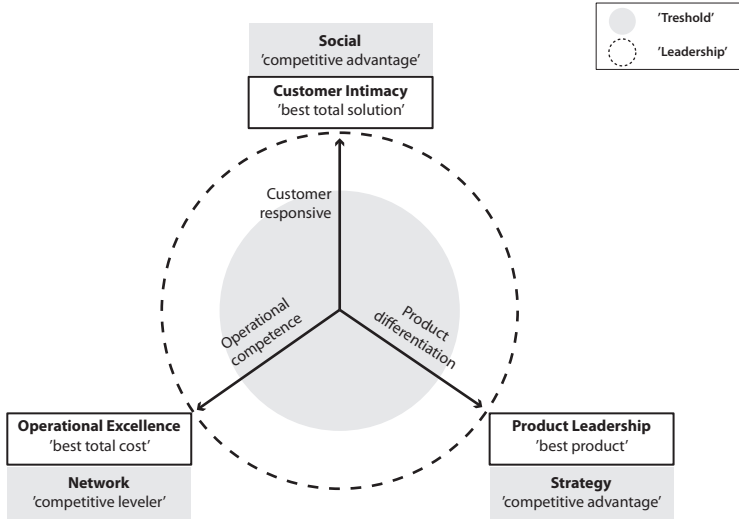 'Treshold'
'Leadership'
Social
'competitive advantage'
Customer Intimacy
'best total solution'
Customer
responsive
Operational
competence
Product
differentiation
Operational Excellence
'best total cost'
Network
'competitive leveler'
Product Leadership
'best product'
Strategy
'competitive advantage'